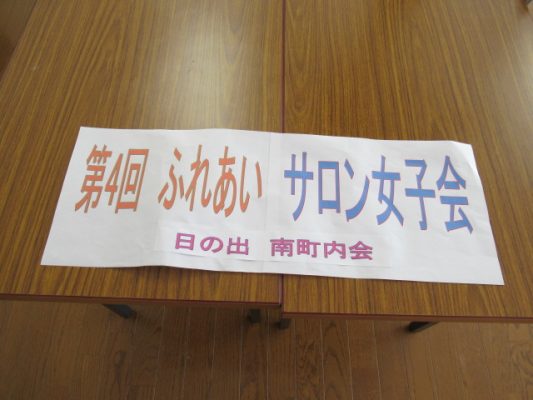 第4回 ふれあい サロン女子会
日の出 南町内会